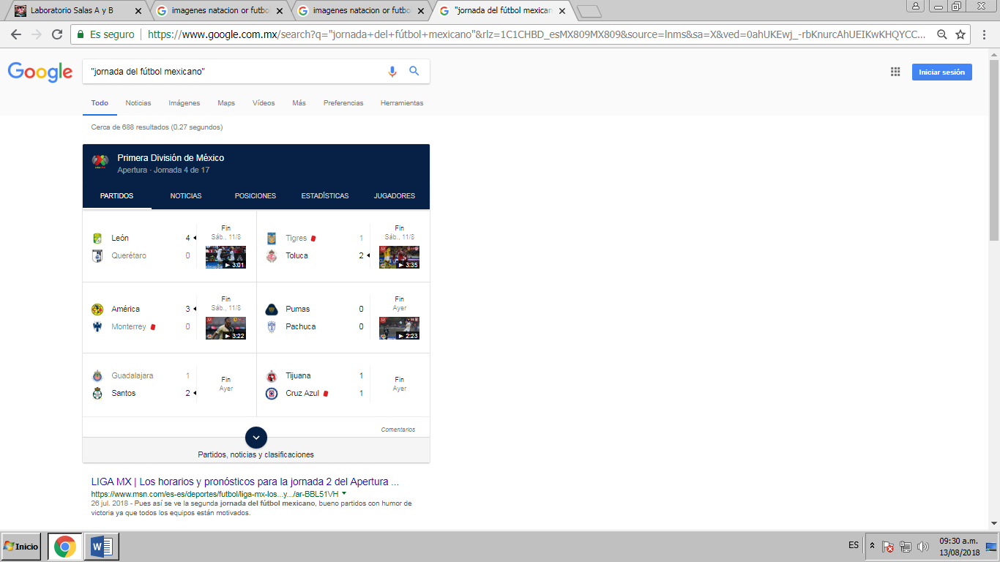 Laboratorio Salas A y B
imagenes natacion or futbo
imagenes natacion or futbo
"jornada del fútbol mexican
Es seguro
https://www.google.com.mx/search?q="jornada+del+fútbol+mexicano"&rlz=1C1CHBD_esMX809MX809&source=lnms&sa=X&ved=0ahUKEwj_-rbKnurcAhUEIKwKHQYCC...
Google
"jornada del fútbol mexicano"
Iniciar sesión
Todo Noticias Imágenes Maps Vídeos Más Preferencias Herramientas
Cerca de 688 resultados (0.27 segundos)
Primera División de México
Apertura · Jornada 4 de 17
PARTIDOS NOTICIAS POSICIONES ESTADÍSTICAS JUGADORES
León 4
Querétaro 0
Fin
Sáb., 11/8
3:01
Tigres 1
Toluca 2
Fin
Sáb., 11/8
3:35
América 3
Monterrey 0
Fin
Sáb., 11/8
3:22
Pumas 0
Pachuca 0
Fin
Ayer
2:23
Guadalajara 1
Santos 2
Fin
Ayer
Tijuana 1
Cruz Azul 1
Fin
Ayer
Comentarios
Partidos, noticias y clasificaciones
LIGA MX | Los horarios y pronósticos para la jornada 2 del Apertura ...
https://www.msn.com/es-es/deportes/futbol/liga-mx-los...y.../ar-BBL51VH
26 jul. 2018 - Pues así se ve la segunda jornada del fútbol mexicano, bueno partidos con humor de
victoria ya que todos los equipos están motivados.
Inicio
ES
09:30 a.m.
13/08/2018